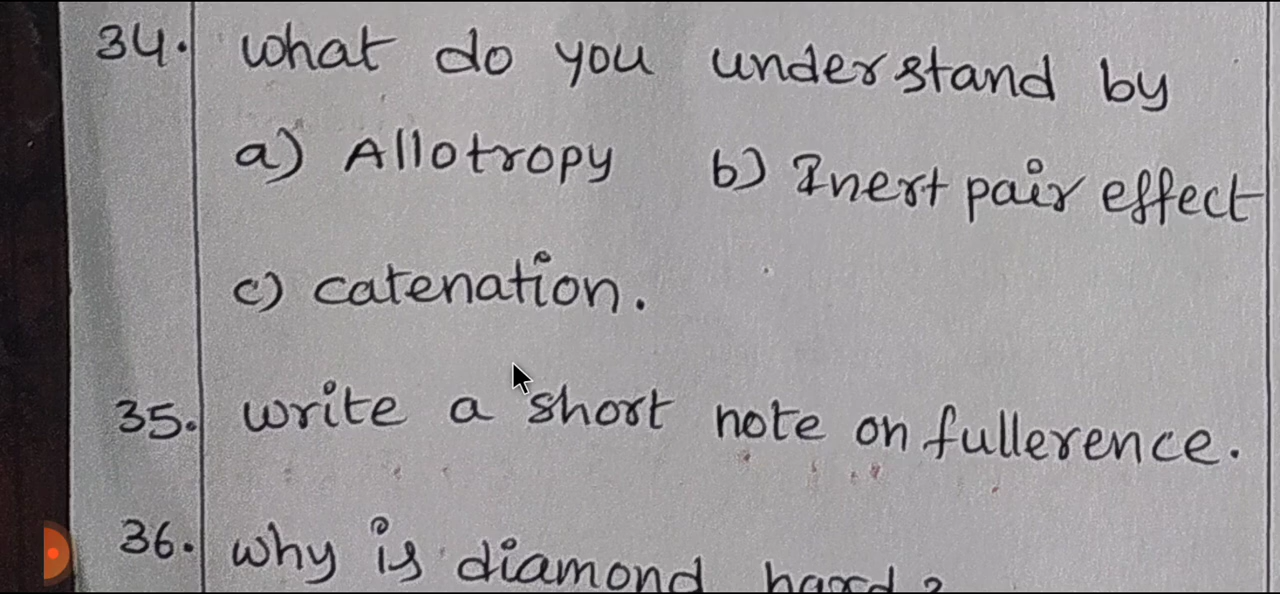 34. What do you understand by
a) Allotropy b) Inert pair effect
c) catenation.
35. write a short note on fullerence.
36. why is diamond hard?